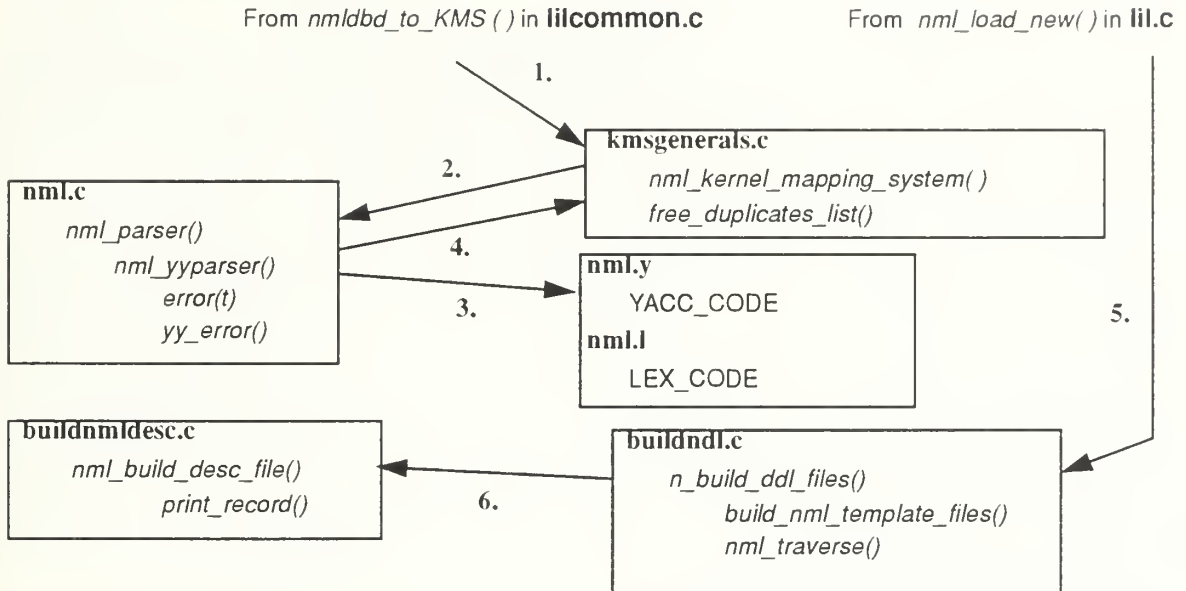 From nmldbd_to_KMS ( ) in lilcommon.c
From nml_load_new( ) in lil.c
1.
kmsgenerals.c
nml_kernel_mapping_system( )
free_duplicates_list()
2.
nml.c
nml_parser()
nml_yyparser()
error(t)
yy_error()
4.
3.
nml.y
YACC_CODE
nml.l
LEX_CODE
5.
buildnmldesc.c
nml_build_desc_file()
print_record()
6.
buildndl.c
n_build_ddl_files()
build_nml_template_files()
nml_traverse()